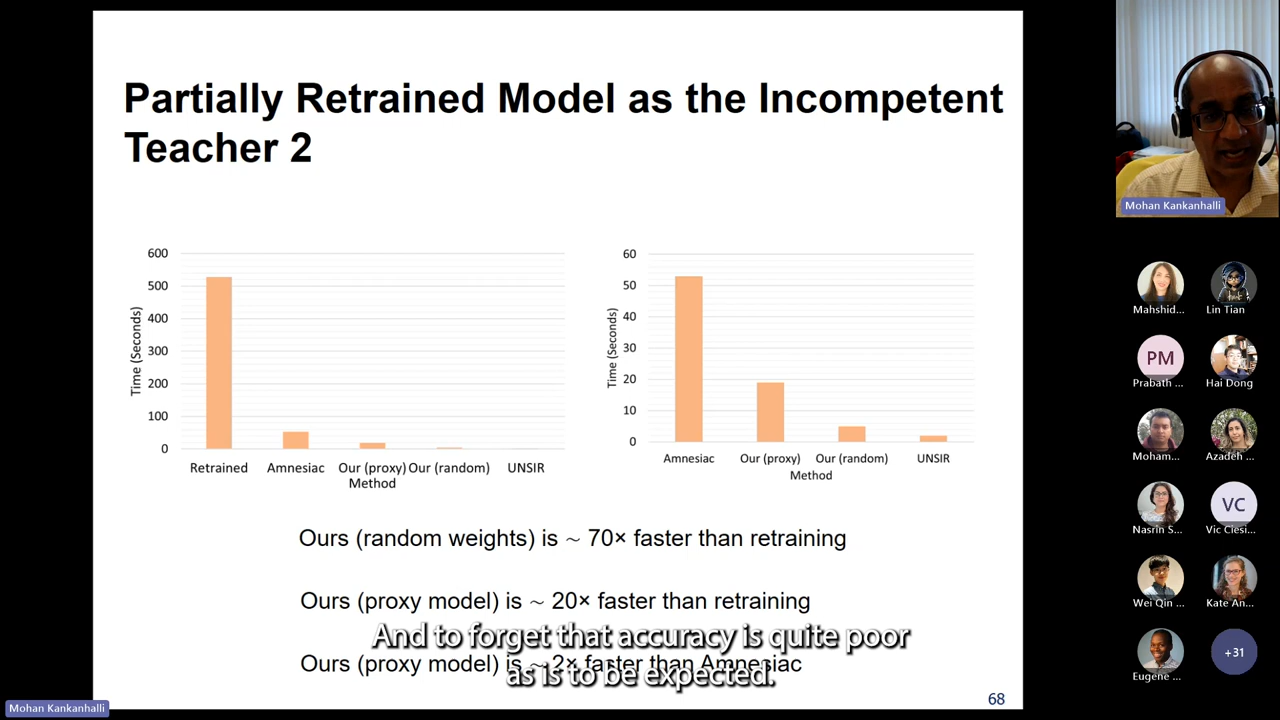 Partially Retrained Model as the Incompetent
Teacher 2
Time (Seconds)
600
500
400
300
200
100
0
Retrained
Amnesiac
Our (proxy)
Our (random)
UNSIR
Method
Time (Seconds)
60
50
40
30
20
10
0
Amnesiac
Our (proxy)
Our (random)
UNSIR
Method
Ours (random weights) is ~ 70× faster than retraining
Ours (proxy model) is ~ 20× faster than retraining
Ours (proxy model) is ~ 2× faster than Amnesiac
And to forget that accuracy is quite poor
as is to be expected.
68
Mohan Kankanhalli
Mohan Kankanhalli
Mahshid...
Lin Tian
PM
Prabath ...
Hai Dong
Moham...
Azadeh ...
Nasrin S...
VC
Vic Ciesi...
Wei Qin ...
Kate An...
Eugene ...
+31